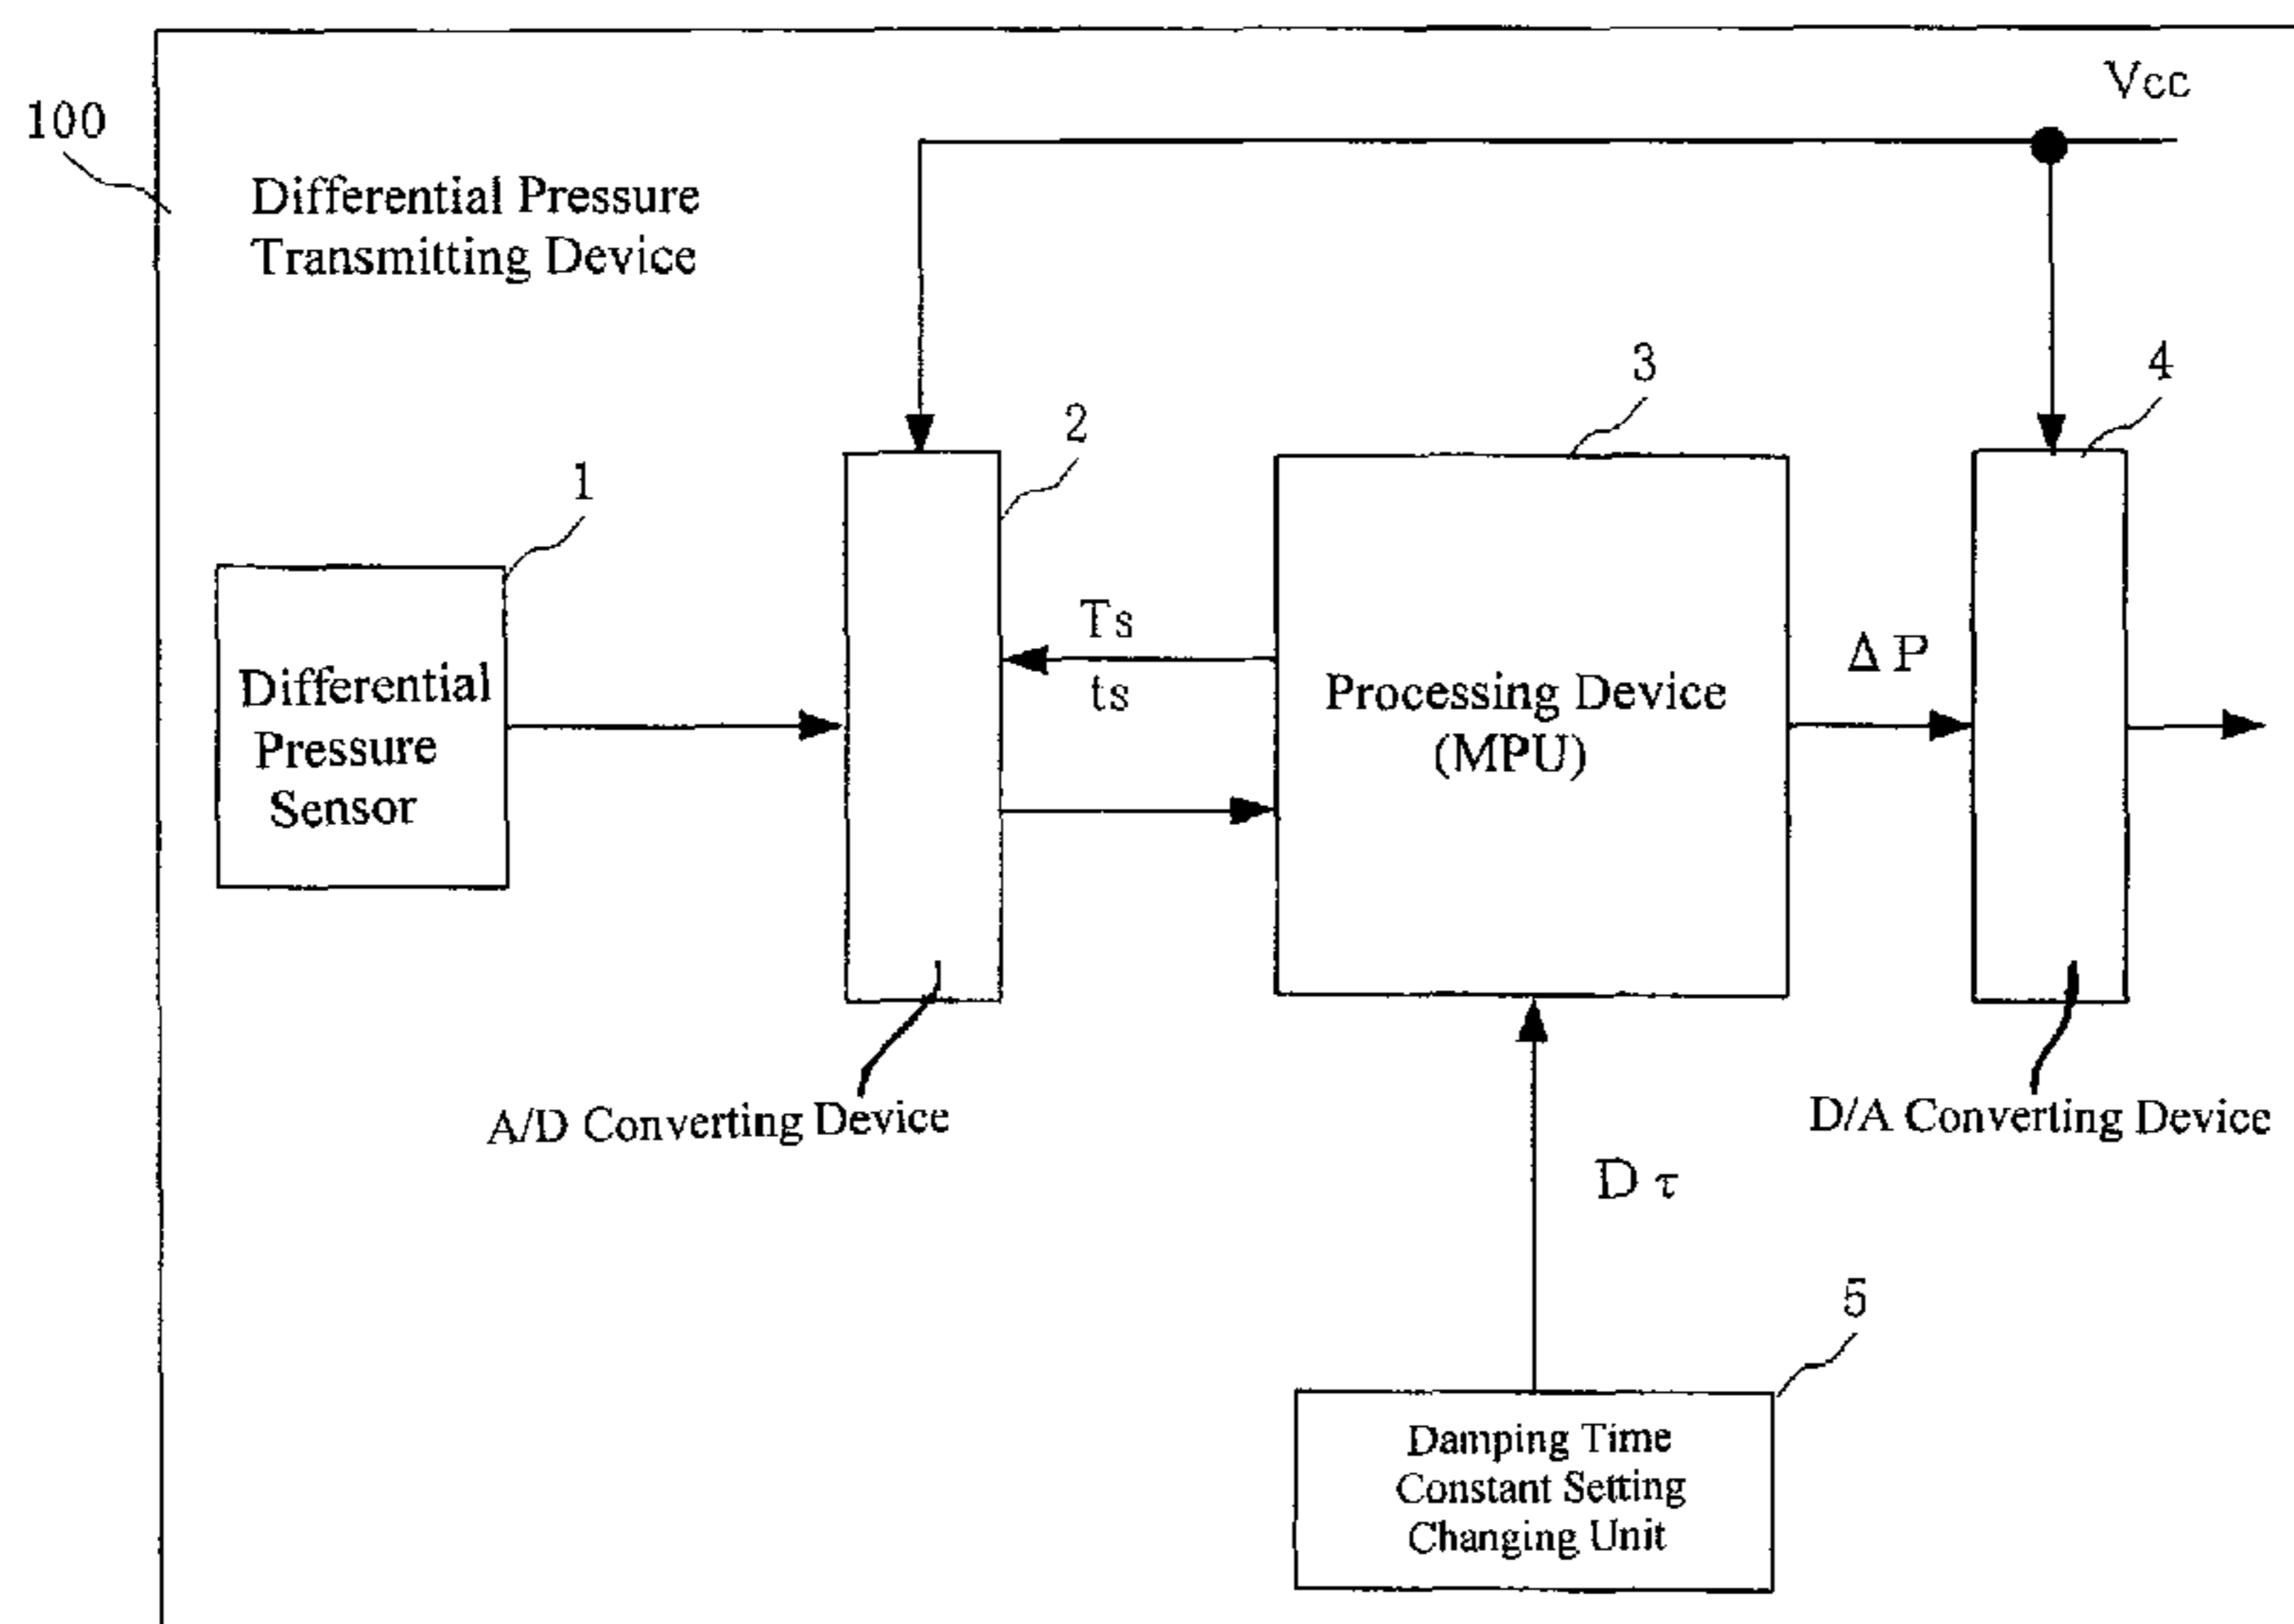 Vcc
100
Differential Pressure
Transmitting Device
3
4
2
1
Ts
ts
ΔP
Differential
Pressure
Sensor
Processing Device
(MPU)
A/D Converting Device
D/A Converting Device
Dτ
5
Damping Time
Constant Setting
Changing Unit